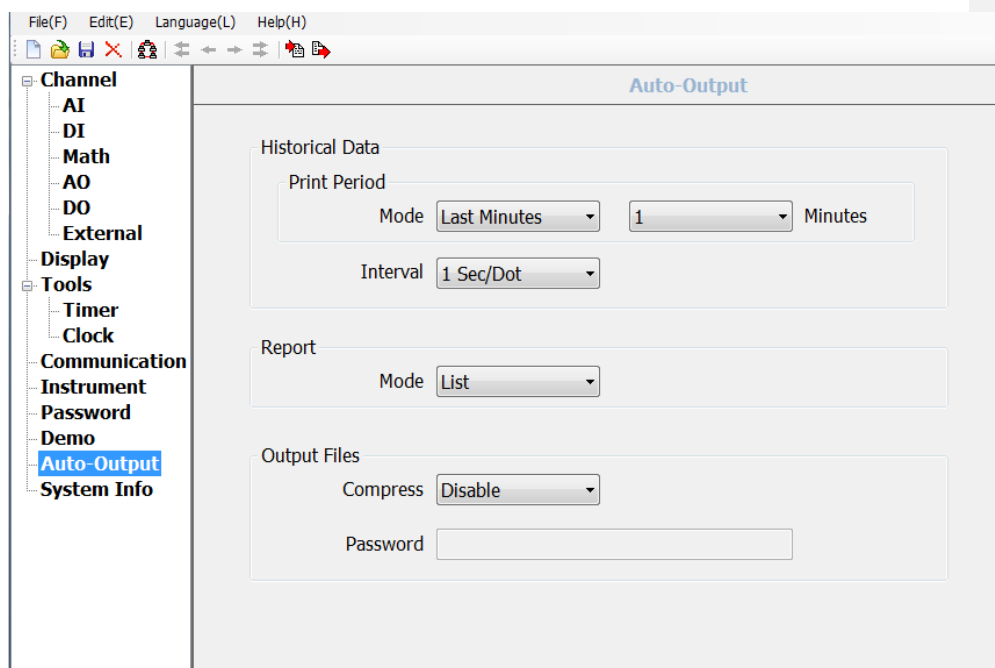 File(F) Edit(E) Language(L) Help(H)
Channel
AI
DI
Math
AO
DO
External
Display
Tools
Timer
Clock
Communication
Instrument
Password
Demo
Auto-Output
System Info
Auto-Output
Historical Data
Print Period
Mode Last Minutes 1 Minutes
Interval 1 Sec/Dot
Report
Mode List
Output Files
Compress Disable
Password